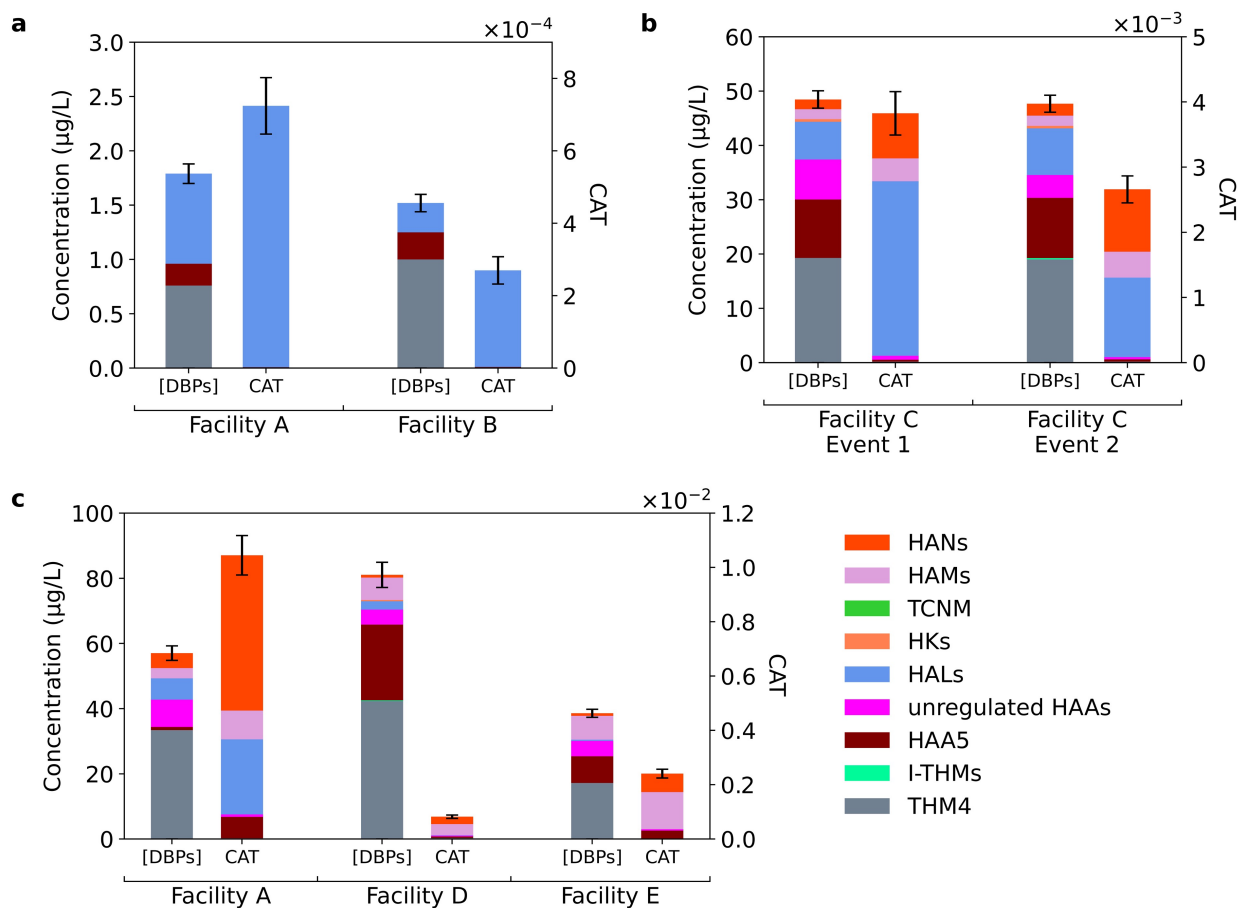 a
×10⁻⁴
Concentration (µg/L)
3.0
2.5
2.0
1.5
1.0
0.5
0.0
8
6
4
2
0
CAT
[DBPs] CAT [DBPs] CAT
Facility A Facility B
b
×10⁻³
Concentration (µg/L)
60
50
40
30
20
10
0
5
4
3
2
1
0
CAT
[DBPs] CAT [DBPs] CAT
Facility C Facility C
Event 1 Event 2
c
×10⁻²
Concentration (µg/L)
100
80
60
40
20
0
1.2
1.0
0.8
0.6
0.4
0.2
0.0
CAT
[DBPs] CAT [DBPs] CAT [DBPs] CAT
Facility A Facility D Facility E
HANs
HAMs
TCNM
HKs
HALs
unregulated HAAs
HAA5
I-THMs
THM4